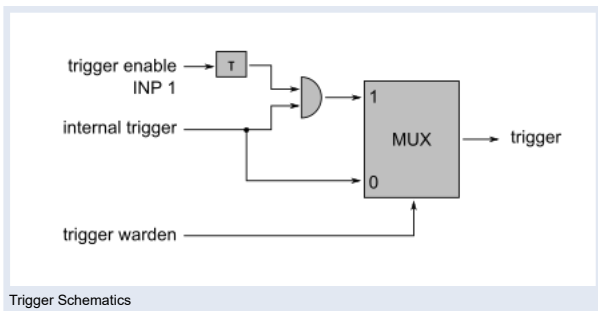 trigger enable
INP 1
T
internal trigger
1
MUX
trigger
0
trigger warden
Trigger Schematics